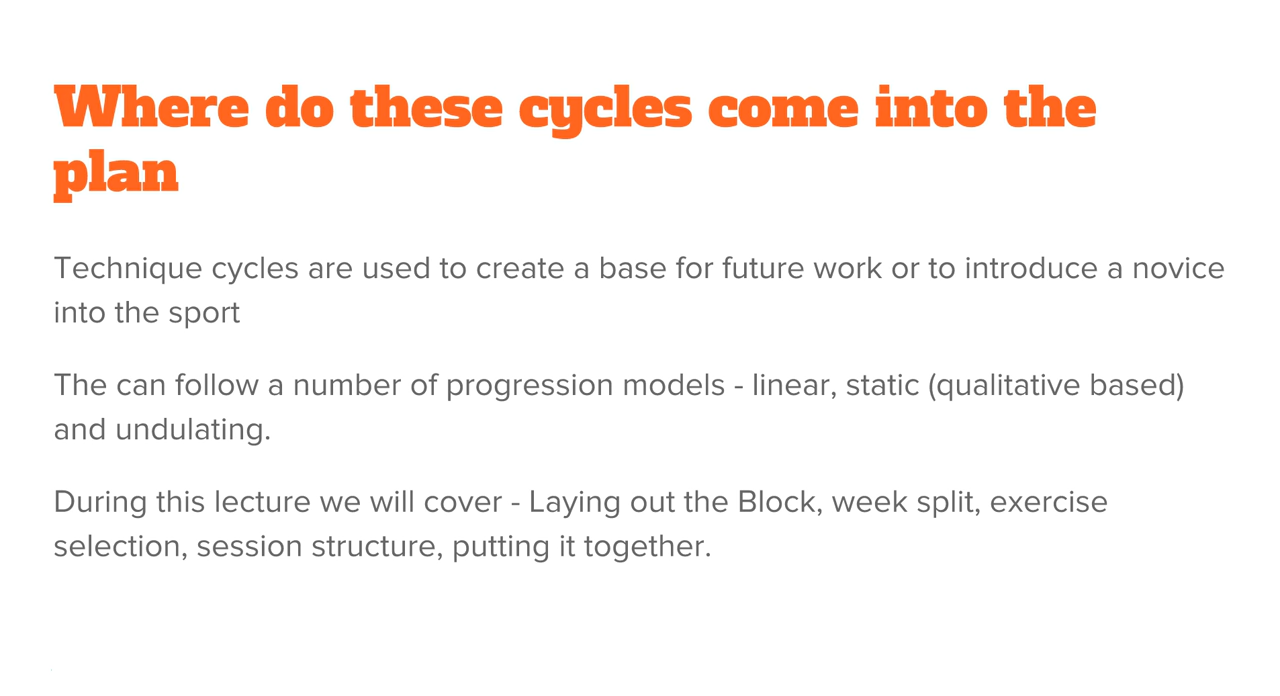 Where do these cycles come into the
plan
Technique cycles are used to create a base for future work or to introduce a novice
into the sport
The can follow a number of progression models - linear, static (qualitative based)
and undulating.
During this lecture we will cover - Laying out the Block, week split, exercise
selection, session structure, putting it together.